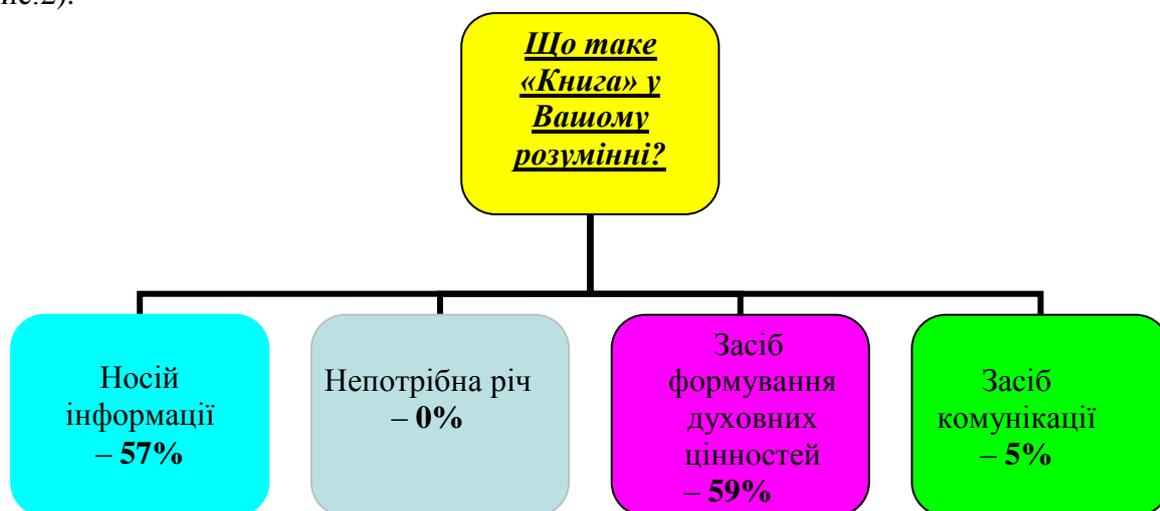 ис.2).
Що таке
«Книга» у
Вашому
розумінні?
Носій
інформації
– 57%
Непотрібна річ
– 0%
Засіб
формування
духовних
цінностей
– 59%
Засіб
комунікації
– 5%